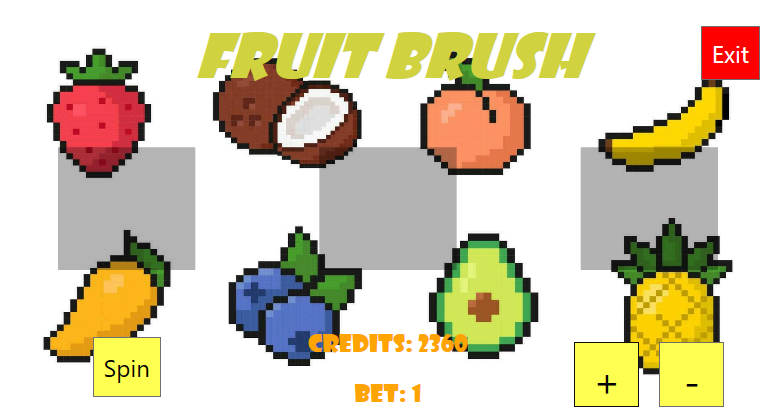 FRUIT BRUSH
Exit
CREDITS: 2360
Spin
BET: 1
+
-